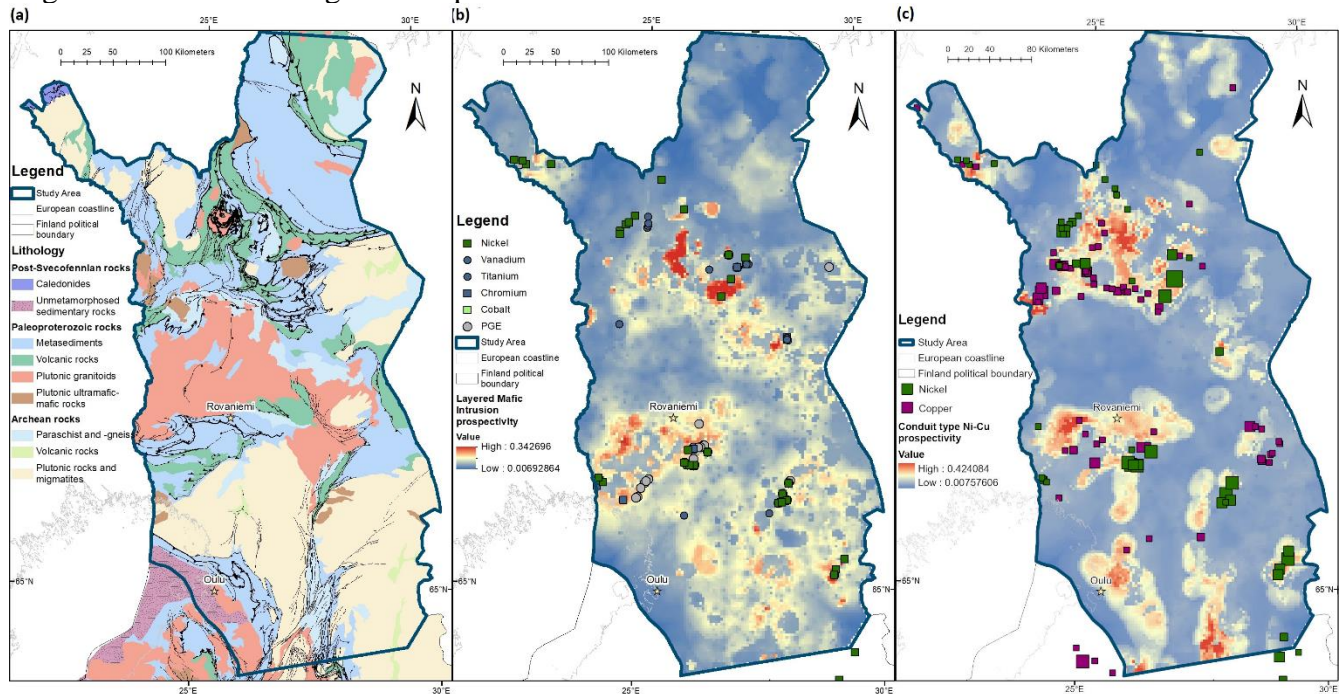 (a)
25°E
30°E
0 25 50 100 Kilometers
N
Legend
Study Area
European coastline
Finland political boundary
Lithology
Post-Svecofennian rocks
Caledonides
Unmetamorphosed sedimentary rocks
Paleoproterozoic rocks
Metasediments
Volcanic rocks
Plutonic granitoids
Plutonic ultramafic-mafic rocks
Archean rocks
Paraschist and -gneis
Volcanic rocks
Plutonic rocks and migmatites
Rovaniemi
Oulu
65°N
25°E
30°E
(b)
25°E
30°E
0 25 50 100 Kilometers
N
Legend
Nickel
Vanadium
Titanium
Chromium
Cobalt
PGE
Study Area
European coastline
Finland political boundary
Layered Mafic Intrusion prospectivity
Value
High : 0.342696
Low : 0.00692864
Rovaniemi
Oulu
65°N
25°E
30°E
(c)
25°E
30°E
0 20 40 80 Kilometers
N
Legend
Study Area
European coastline
Finland political boundary
Nickel
Copper
Conduit type Ni-Cu prospectivity
Value
High : 0.424084
Low : 0.00757606
Rovaniemi
Oulu
65°N
25°E
30°E